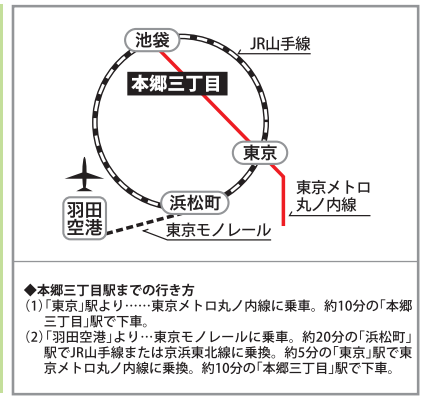 池袋
JR山手線
本郷三丁目
東京
東京メトロ
丸ノ内線
浜松町
羽田
空港
東京モノレール
◆本郷三丁目駅までの行き方
(1)「東京」駅より……東京メトロ丸ノ内線に乗車。約10分の「本郷
三丁目」駅で下車。
(2)「羽田空港」より…東京モノレールに乗車。約20分の「浜松町」
駅でJR山手線または京浜東北線に乗換。約5分の「東京」駅で東
京メトロ丸ノ内線に乗換。約10分の「本郷三丁目」駅で下車。